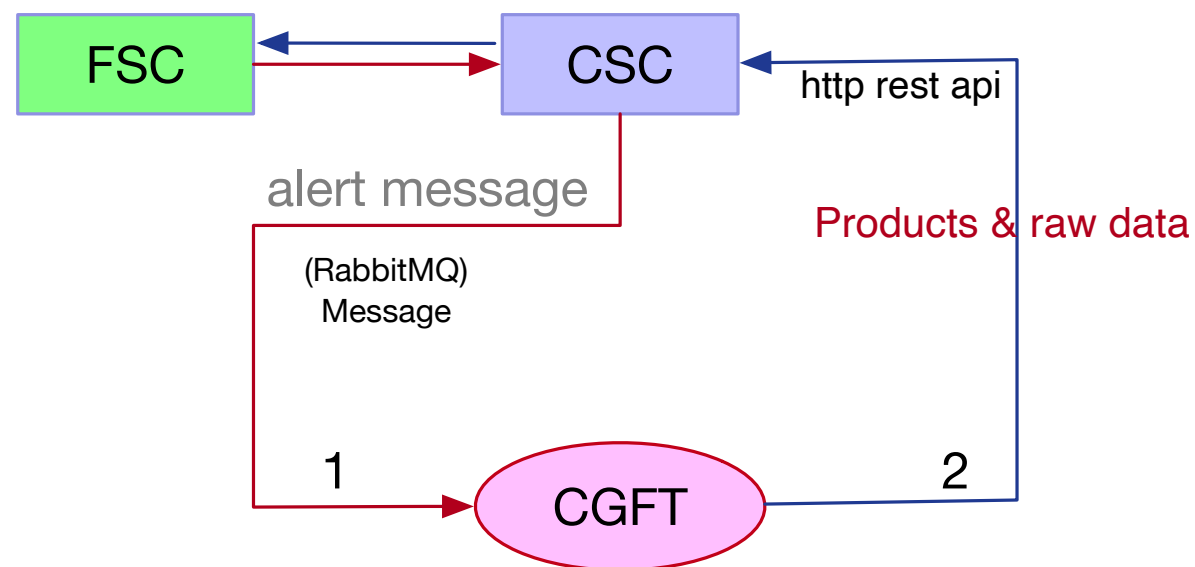 FSC
CSC
http rest api
alert message
Products & raw data
(RabbitMQ)
Message
1
2
CGFT